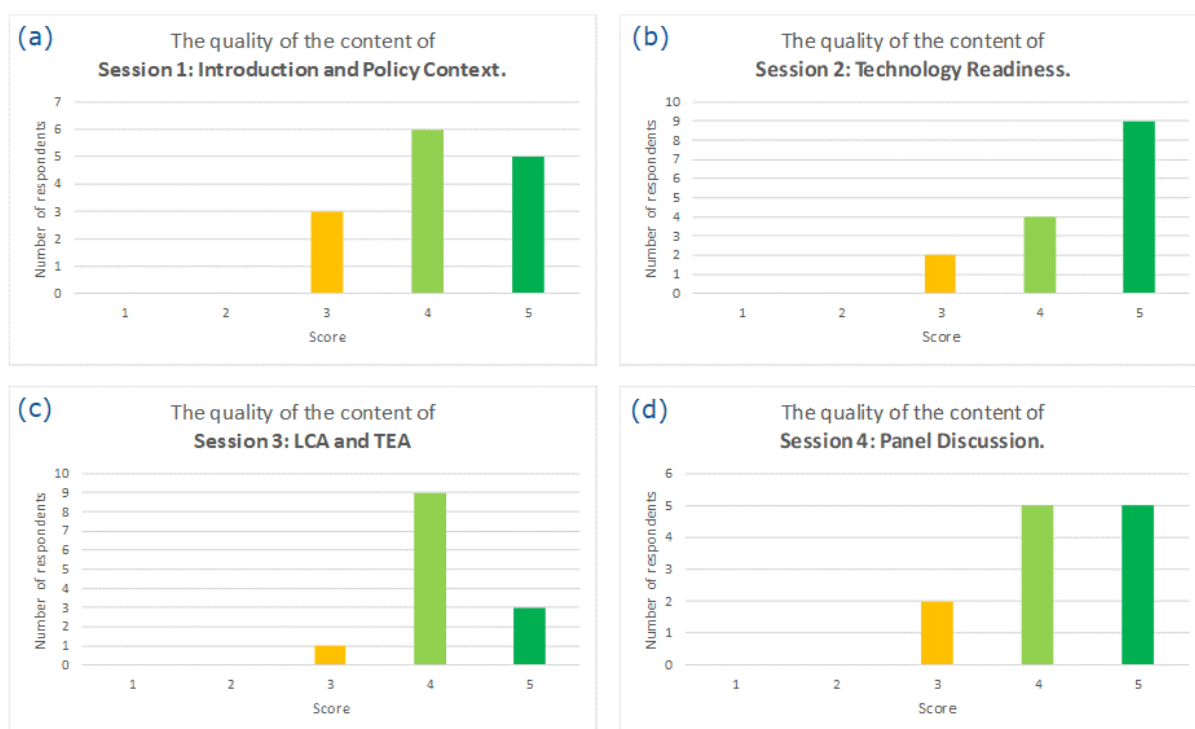 (a)
The quality of the content of
Session 1: Introduction and Policy Context.
Number of respondents
7
6
5
4
3
2
1
0
1 2 3 4 5
Score
(b)
The quality of the content of
Session 2: Technology Readiness.
Number of respondents
10
9
8
7
6
5
4
3
2
1
0
1 2 3 4 5
Score
(c)
The quality of the content of
Session 3: LCA and TEA
Number of respondents
10
9
8
7
6
5
4
3
2
1
0
1 2 3 4 5
Score
(d)
The quality of the content of
Session 4: Panel Discussion.
Number of respondents
6
5
4
3
2
1
0
1 2 3 4 5
Score